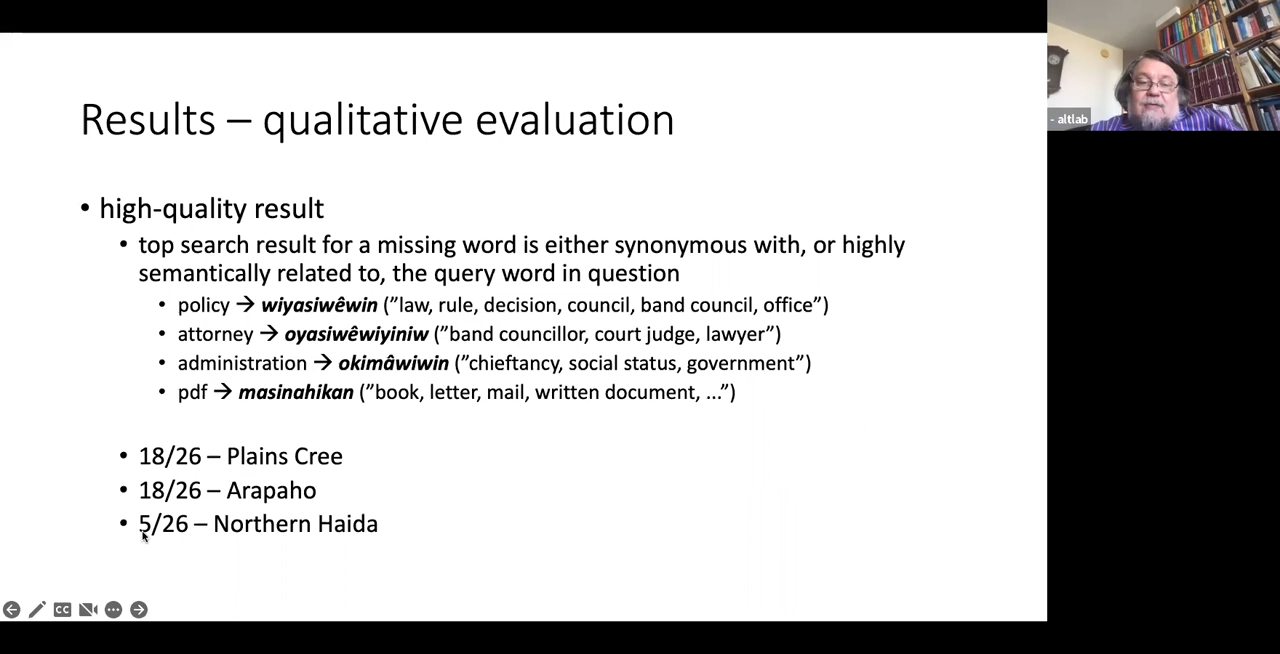 Results – qualitative evaluation
• high-quality result
• top search result for a missing word is either synonymous with, or highly
semantically related to, the query word in question
• policy → wiyasiwêwin (”law, rule, decision, council, band council, office”)
• attorney → oyasiwêwiyiniw (”band councillor, court judge, lawyer”)
• administration → okimâwiwin (”chieftancy, social status, government”)
• pdf → masinahikan (”book, letter, mail, written document, ...”)
• 18/26 – Plains Cree
• 18/26 – Arapaho
• 5/26 – Northern Haida
- altlab
CC